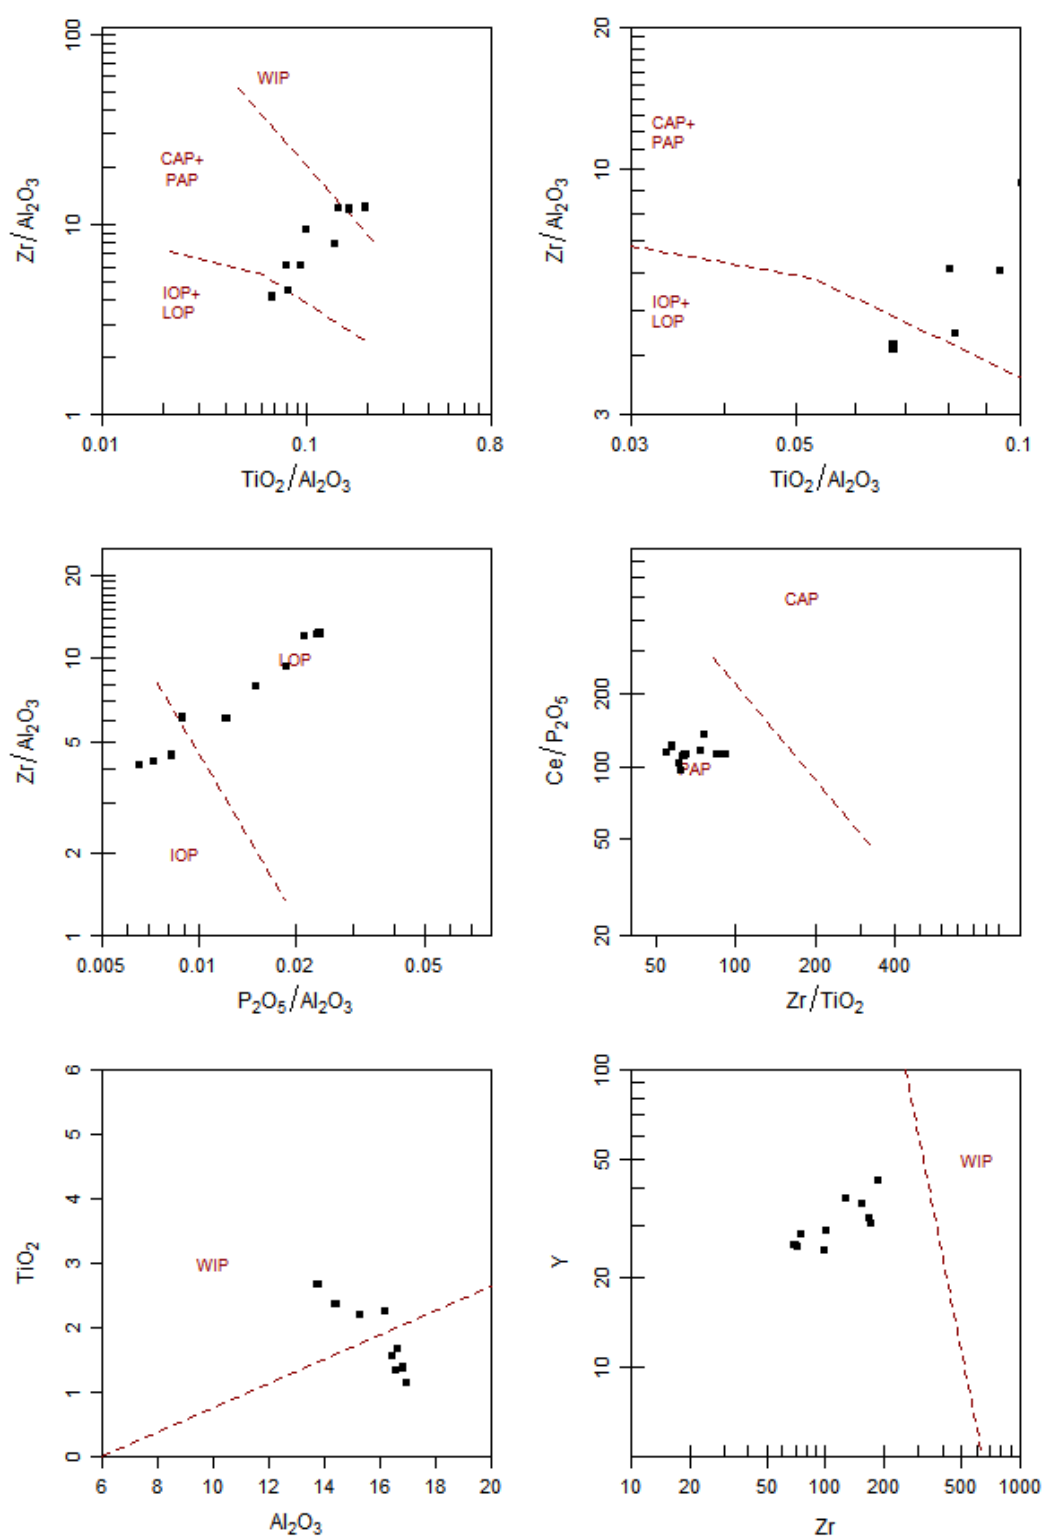 100
10
1
Zr/Al₂O₃
WIP
CAP+
PAP
IOP+
LOP
0.01
0.1
0.8
TiO₂/Al₂O₃
20
10
3
Zr/Al₂O₃
CAP+
PAP
IOP+
LOP
0.03
0.05
0.1
TiO₂/Al₂O₃
20
10
5
2
1
Zr/Al₂O₃
LOP
IOP
0.005
0.01
0.02
0.05
P₂O₅/Al₂O₃
200
100
50
20
Ce/P₂O₅
CAP
PAP
50
100
200
400
Zr/TiO₂
6
5
4
3
2
1
0
TiO₂
WIP
6
8
10
12
14
16
18
20
Al₂O₃
100
50
20
10
Y
WIP
10
20
50
100
200
500
1000
Zr